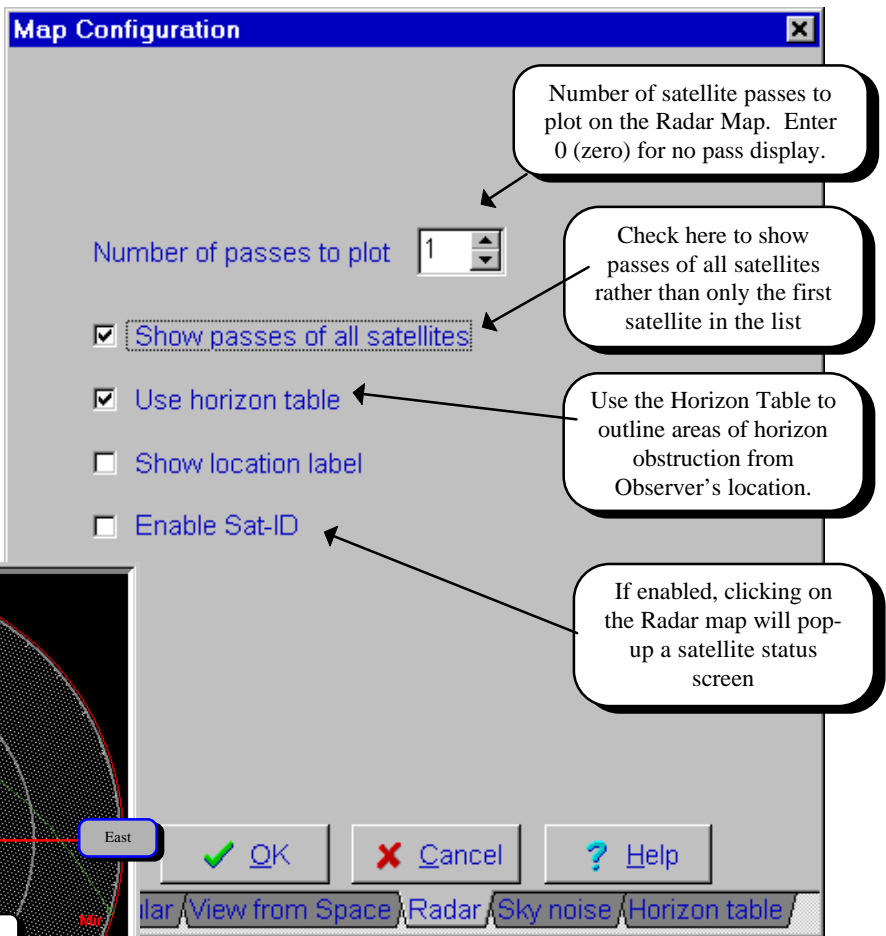 Map Configuration
Number of satellite passes to
plot on the Radar Map. Enter
0 (zero) for no pass display.
Number of passes to plot 1
Check here to show
passes of all satellites
rather than only the first
satellite in the list
Show passes of all satellites
Use horizon table
Use the Horizon Table to
outline areas of horizon
obstruction from
Observer's location.
Show location label
Enable Sat-ID
If enabled, clicking on
the Radar map will pop-
up a satellite status
screen
East
OK
Cancel
? Help
Mir
ular
View from Space
Radar
Sky noise
Horizon table